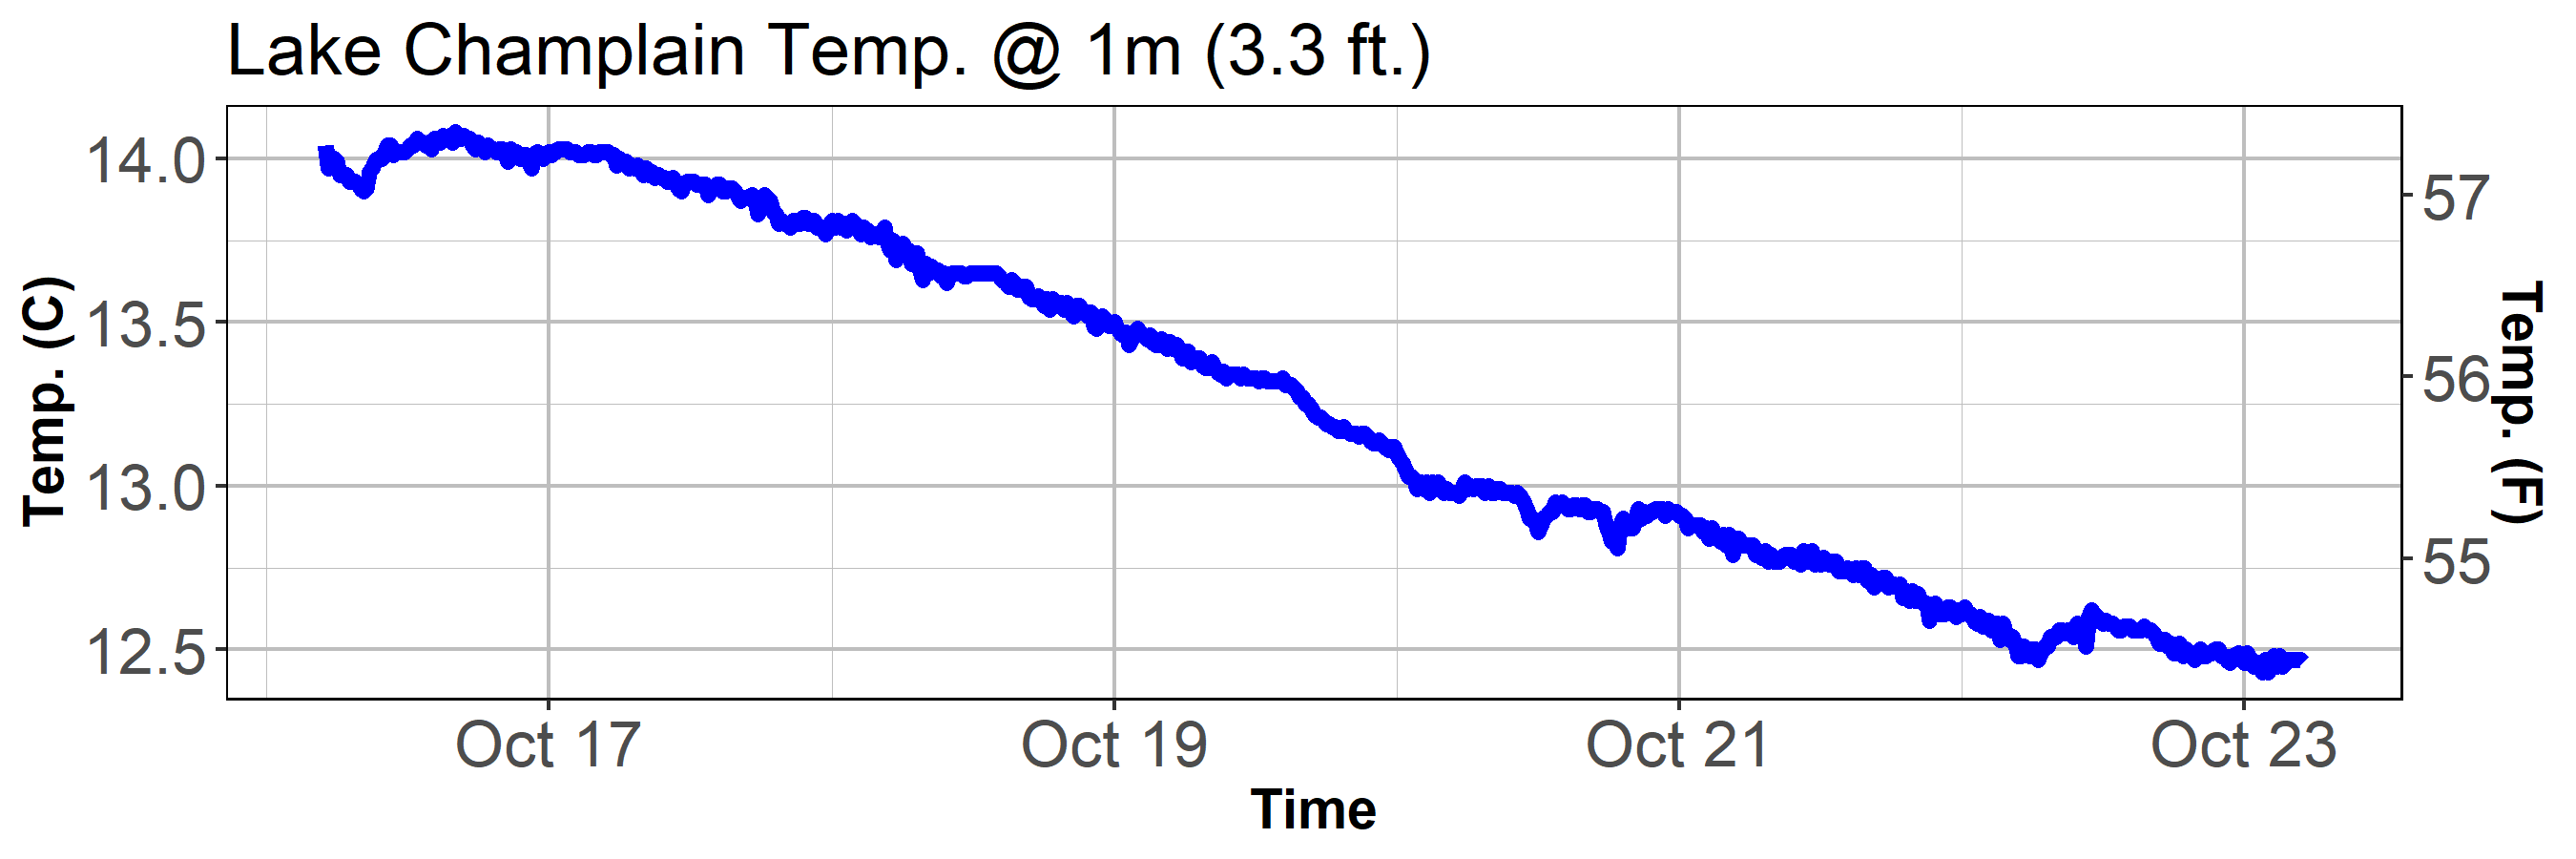 Lake Champlain Temp. @ 1m (3.3 ft.)
Temp. (C)
14.0
13.5
13.0
12.5
57
56
55
Temp. (F)
Oct 17 Oct 19 Oct 21 Oct 23
Time